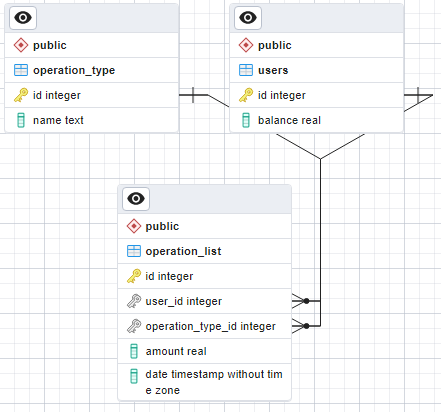 public
operation_type
id integer
name text
public
users
id integer
balance real
public
operation_list
id integer
user_id integer
operation_type_id integer
amount real
date timestamp without tim
e zone